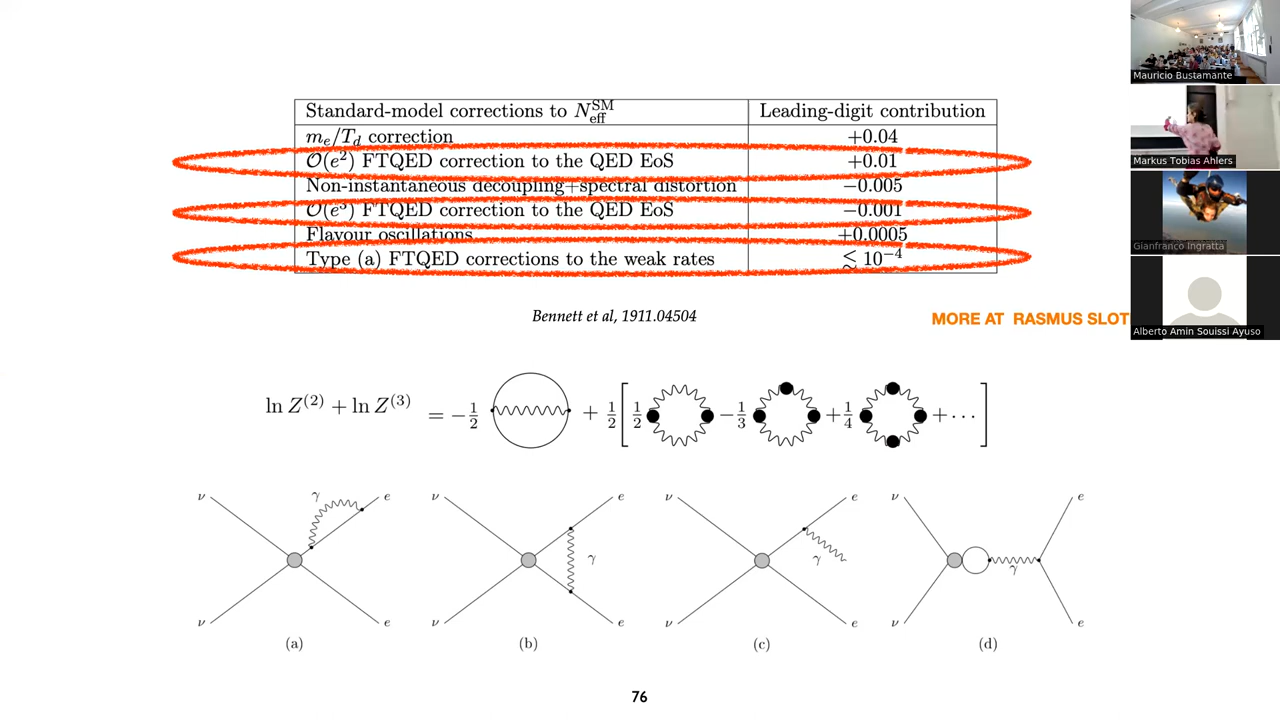 Standard-model corrections to N_eff^SM Leading-digit contribution
m_e/T_d correction +0.04
O(e²) FTQED correction to the QED EoS +0.01
Non-instantaneous decoupling+spectral distortion −0.005
O(e³) FTQED correction to the QED EoS −0.001
Flavour oscillations +0.0005
Type (a) FTQED corrections to the weak rates ≲ 10⁻⁴
Bennett et al, 1911.04504
MORE AT RASMUS SLOT
ln Z⁽²⁾ + ln Z⁽³⁾ = −1/2 + 1/2 [ 1/2 − 1/3 + 1/4 + ⋯ ]
ν γ e ν e ν e ν e
γ γ γ
ν e ν e ν e ν e
(a) (b) (c) (d)
76
Mauricio Bustamante
Markus Tobias Ahlers
Gianfranco Ingratta
Alberto Amin Souissi Ayuso